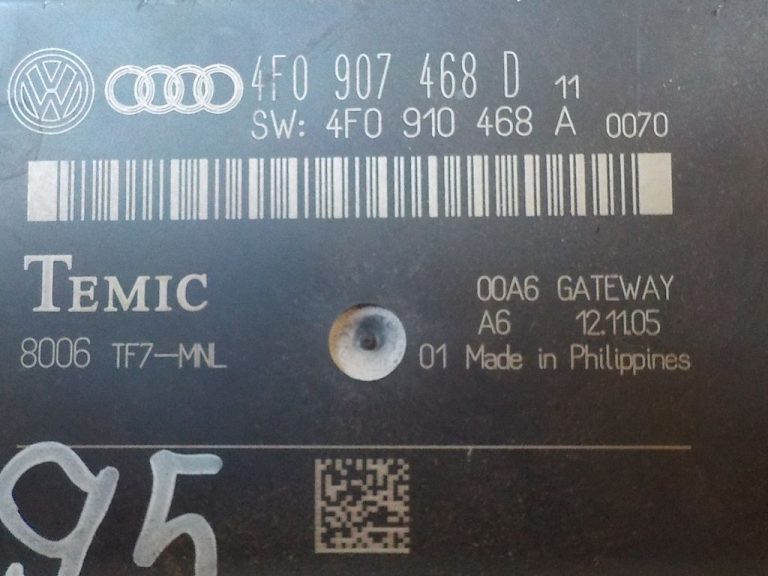 4F0 907 468 D 11
SW: 4F0 910 468 A 0070
TEMIC
00A6 GATEWAY
A6 12.11.05
8006 TF7-MNL
01 Made in Philippines
95